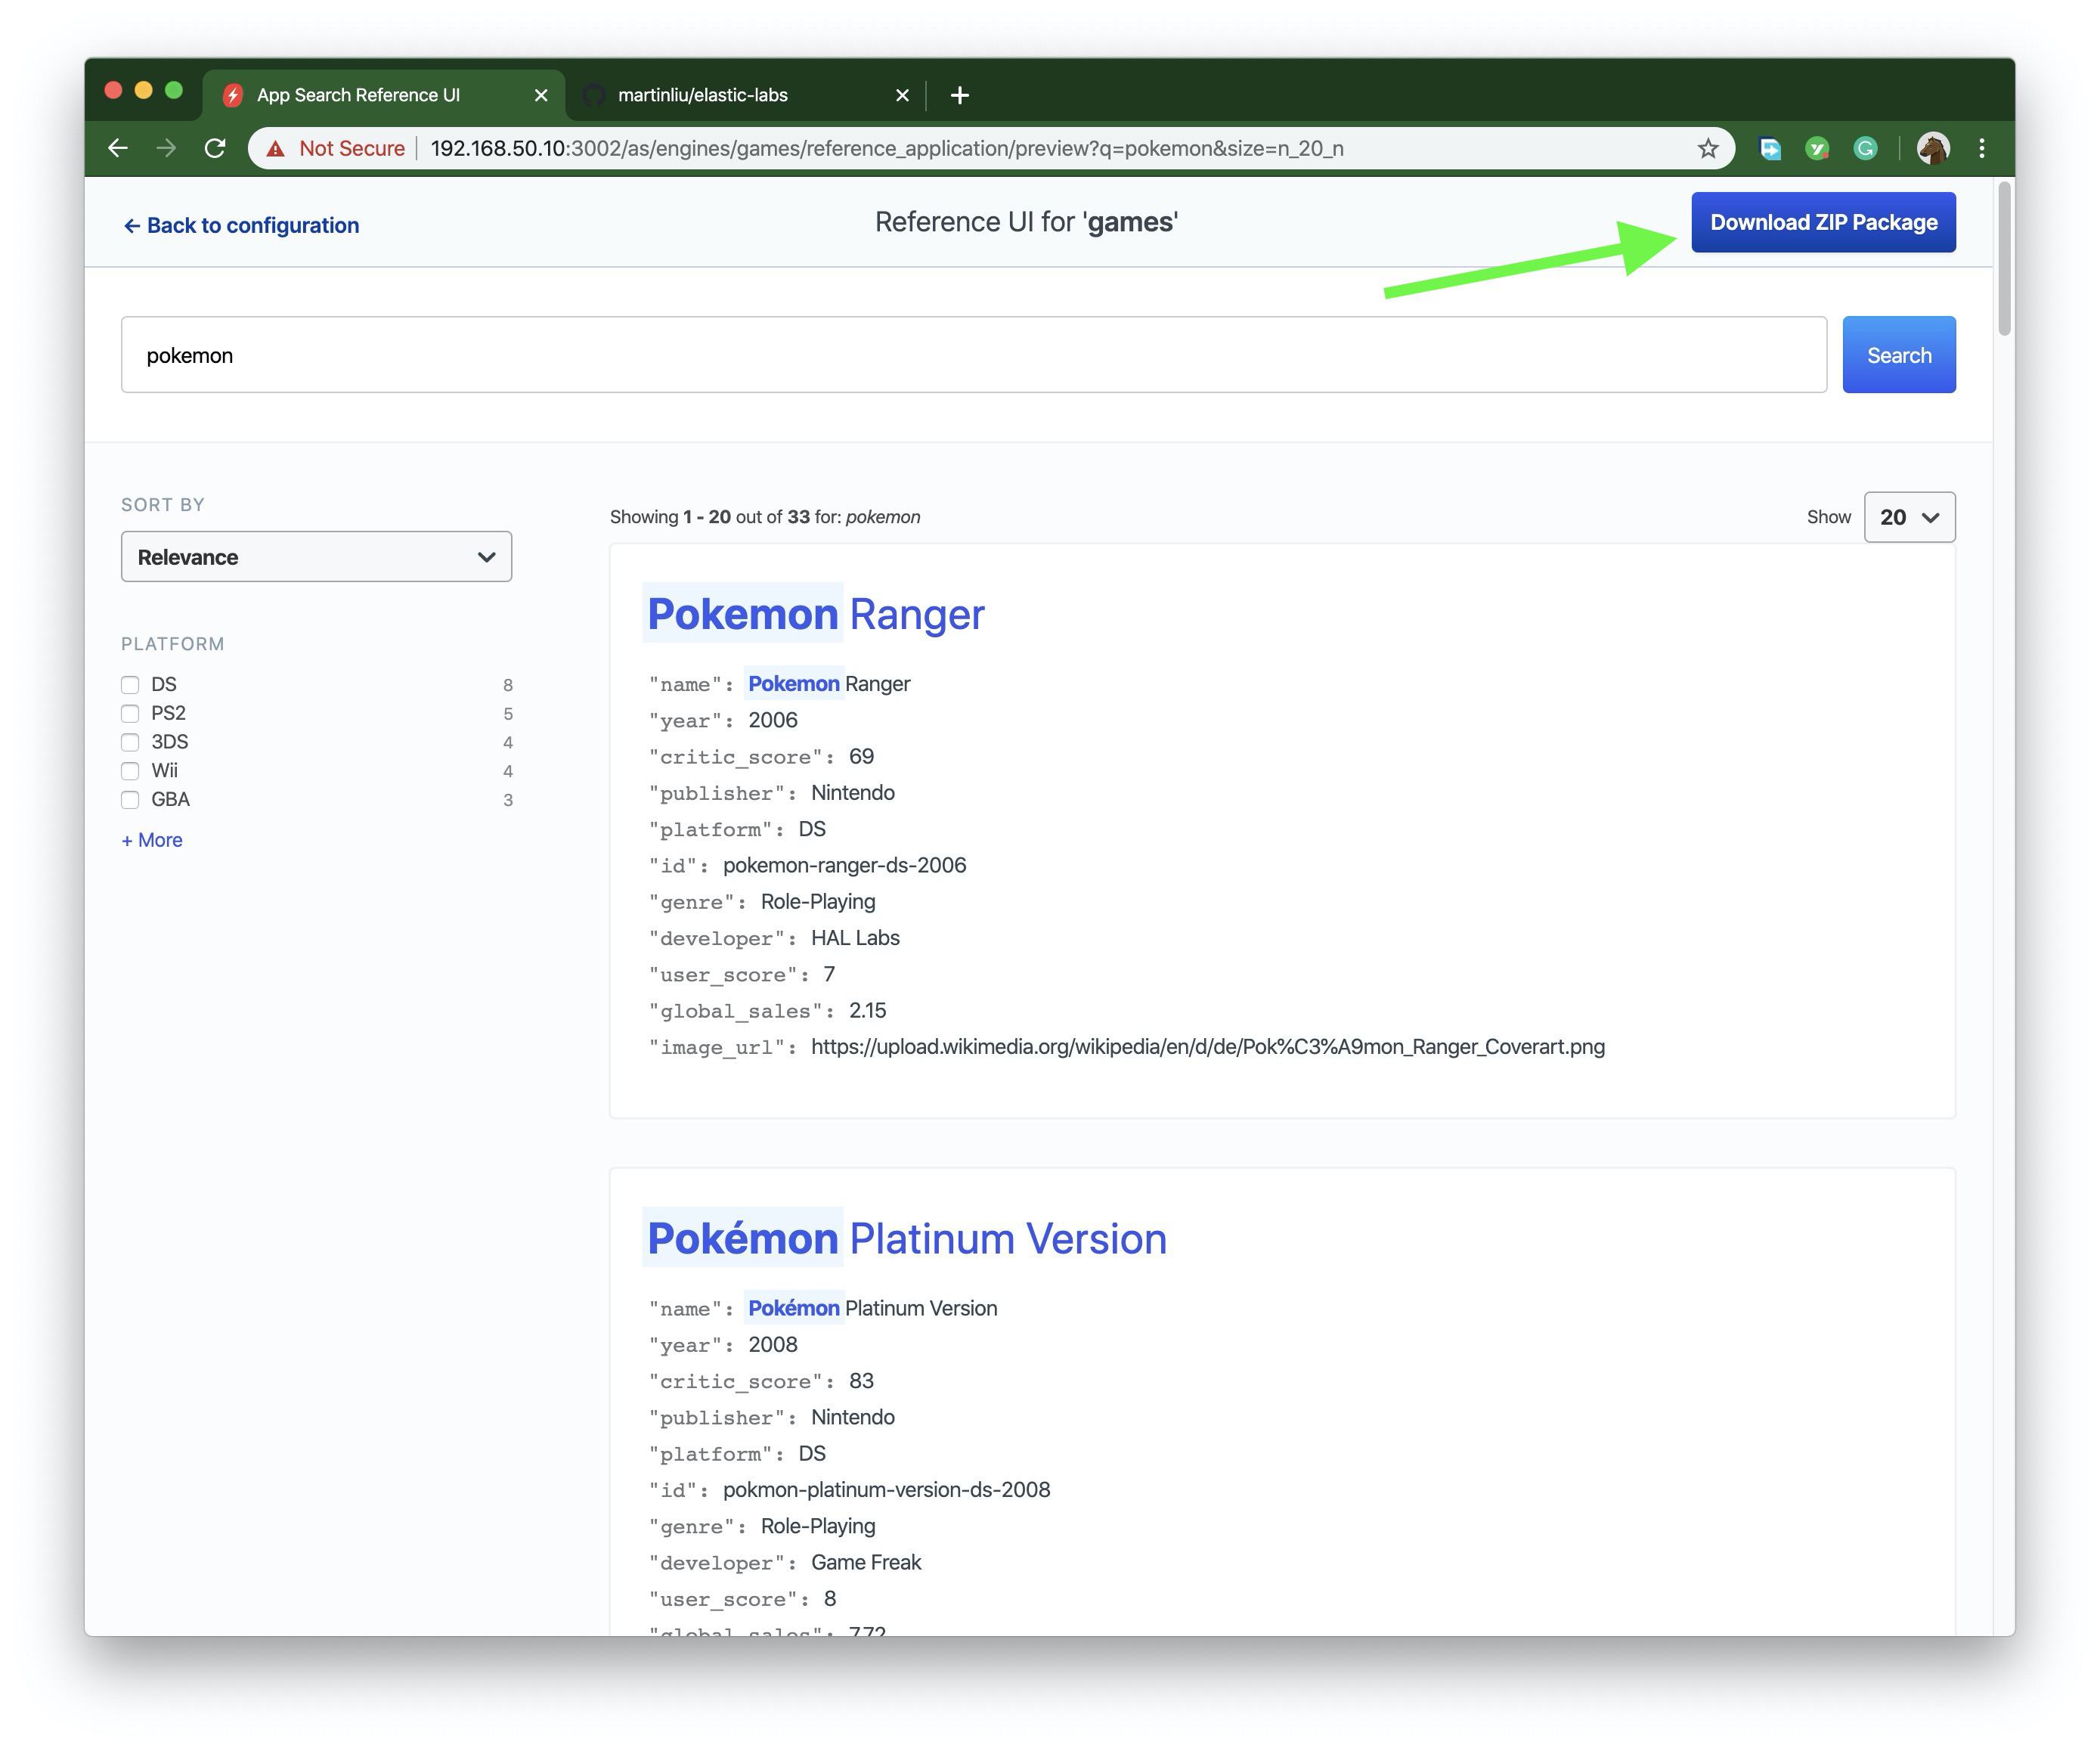 App Search Reference UI
martinliu/elastic-labs
Not Secure 192.168.50.10:3002/as/engines/games/reference_application/preview?q=pokemon&size=n_20_n
← Back to configuration
Reference UI for 'games'
Download ZIP Package
pokemon
Search
SORT BY
Relevance
PLATFORM
DS 8
PS2 5
3DS 4
Wii 4
GBA 3
+ More
Showing 1 - 20 out of 33 for: pokemon
Show 20
Pokemon Ranger
"name": Pokemon Ranger
"year": 2006
"critic_score": 69
"publisher": Nintendo
"platform": DS
"id": pokemon-ranger-ds-2006
"genre": Role-Playing
"developer": HAL Labs
"user_score": 7
"global_sales": 2.15
"image_url": https://upload.wikimedia.org/wikipedia/en/d/de/Pok%C3%A9mon_Ranger_Coverart.png
Pokémon Platinum Version
"name": Pokémon Platinum Version
"year": 2008
"critic_score": 83
"publisher": Nintendo
"platform": DS
"id": pokmon-platinum-version-ds-2008
"genre": Role-Playing
"developer": Game Freak
"user_score": 8
"global_sales": 7.72